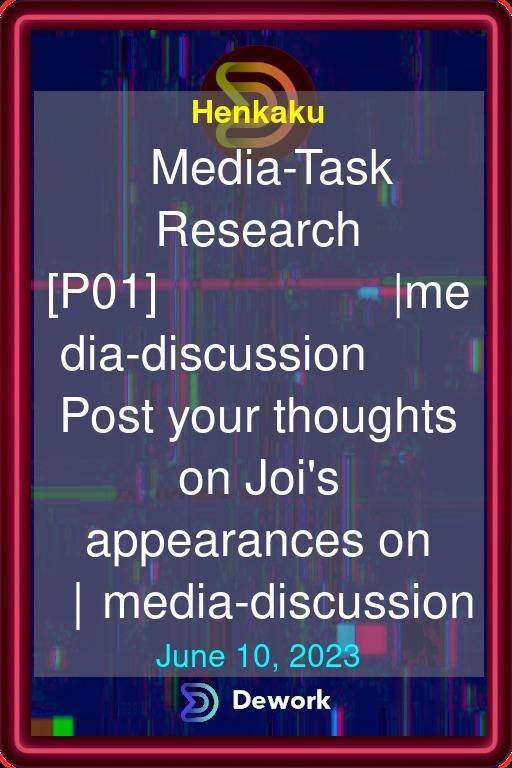 Henkaku
Media-Task
Research
[P01] |me
dia-discussion
Post your thoughts
on Joi's
appearances on
| media-discussion
June 10, 2023
Dework